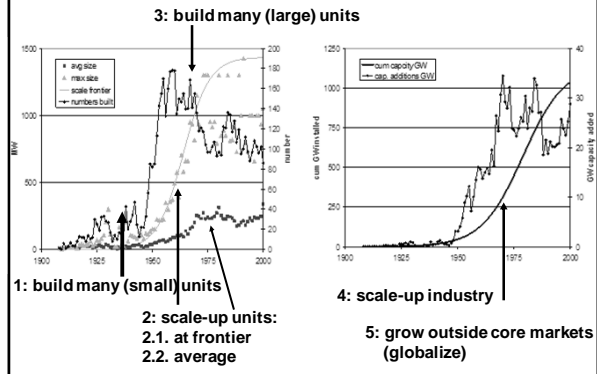 3: build many (large) units
1500
1000
500
0
MW
200
180
160
140
120
100
80
60
40
20
0
number
avg size
max size
scale frontier
numbers built
1900
1925
1950
1975
2000
1250
1000
750
500
250
0
cum GW installed
40
30
20
10
0
GW capacity added
cum capcity GW
cap. additions GW
1900
1925
1950
1975
2000
1: build many (small) units
2: scale-up units:
2.1. at frontier
2.2. average
4: scale-up industry
5: grow outside core markets
(globalize)